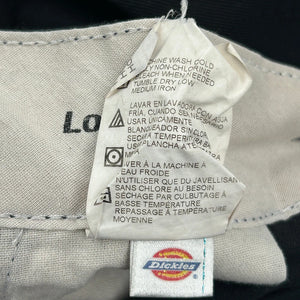 MACHINE WASH COLD
ONLY NON-CHLORINE
BLEACH WHEN NEEDED
TUMBLE DRY LOW
MEDIUM IRON
LAVAR EN LAVADORA CON AGUA
FRIA, CUANDO SEA NECESARIO
USAR UNICAMENTE
BLANQUEADOR SIN CLORO
SECAR A TEMPERATURA BAJA
USE PLANCHA A TEMPERATURA
MEDIA
LAVER À LA MACHINE À
L'EAU FROIDE
N'UTILISER QUE DU JAVELLISANT
SANS CHLORE AU BESOIN
SÉCHAGE PAR CULBUTAGE À
BASSE TEMPÉRATURE
REPASSAGE À TEMPÉRATURE
MOYENNE
Lo
Dickies